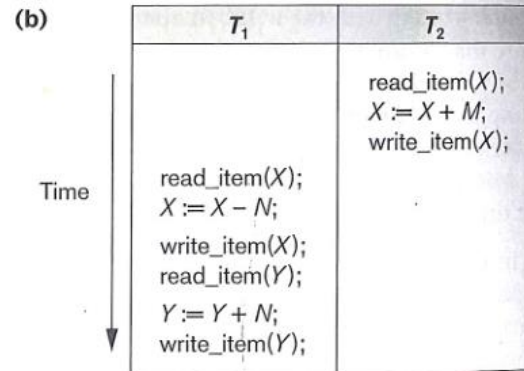 (b)
T₁ T₂
read_item(X);
X := X + M;
write_item(X);
Time
read_item(X);
X := X − N;
write_item(X);
read_item(Y);
Y := Y + N;
write_item(Y);